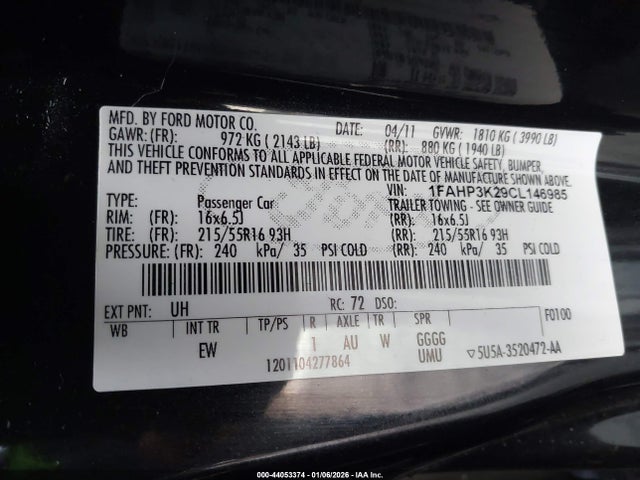 MFD. BY FORD MOTOR CO. DATE: 04/11 GVWR: 1810 KG ( 3990 LB)
GAWR: (FR): 972 KG ( 2143 LB) (RR): 880 KG ( 1940 LB)
THIS VEHICLE CONFORMS TO ALL APPLICABLE FEDERAL MOTOR VEHICLE SAFETY, BUMPER,
AND THEFT PREVENTION STANDARDS IN EFFECT ON THE DATE OF MANUFACTURE SHOWN ABOVE.
VIN: 1FAHP3K29CL146985
TYPE: Passenger Car TRAILER TOWING - SEE OWNER GUIDE
RIM: (FR): 16x6.5J (RR): 16x6.5J
TIRE: (FR): 215/55R16 93H (RR): 215/55R16 93H
PRESSURE: (FR): 240 kPa/ 35 PSI COLD (RR): 240 kPa/ 35 PSI COLD
EXT PNT: UH RC: 72 DSO: F0100
WB INT TR TP/PS R AXLE TR SPR
EW 1 AU W GGGG
1201104277864 UMU ▽5U5A-3520472-AA
000-44053374 - 01/06/2026 - IAA Inc.